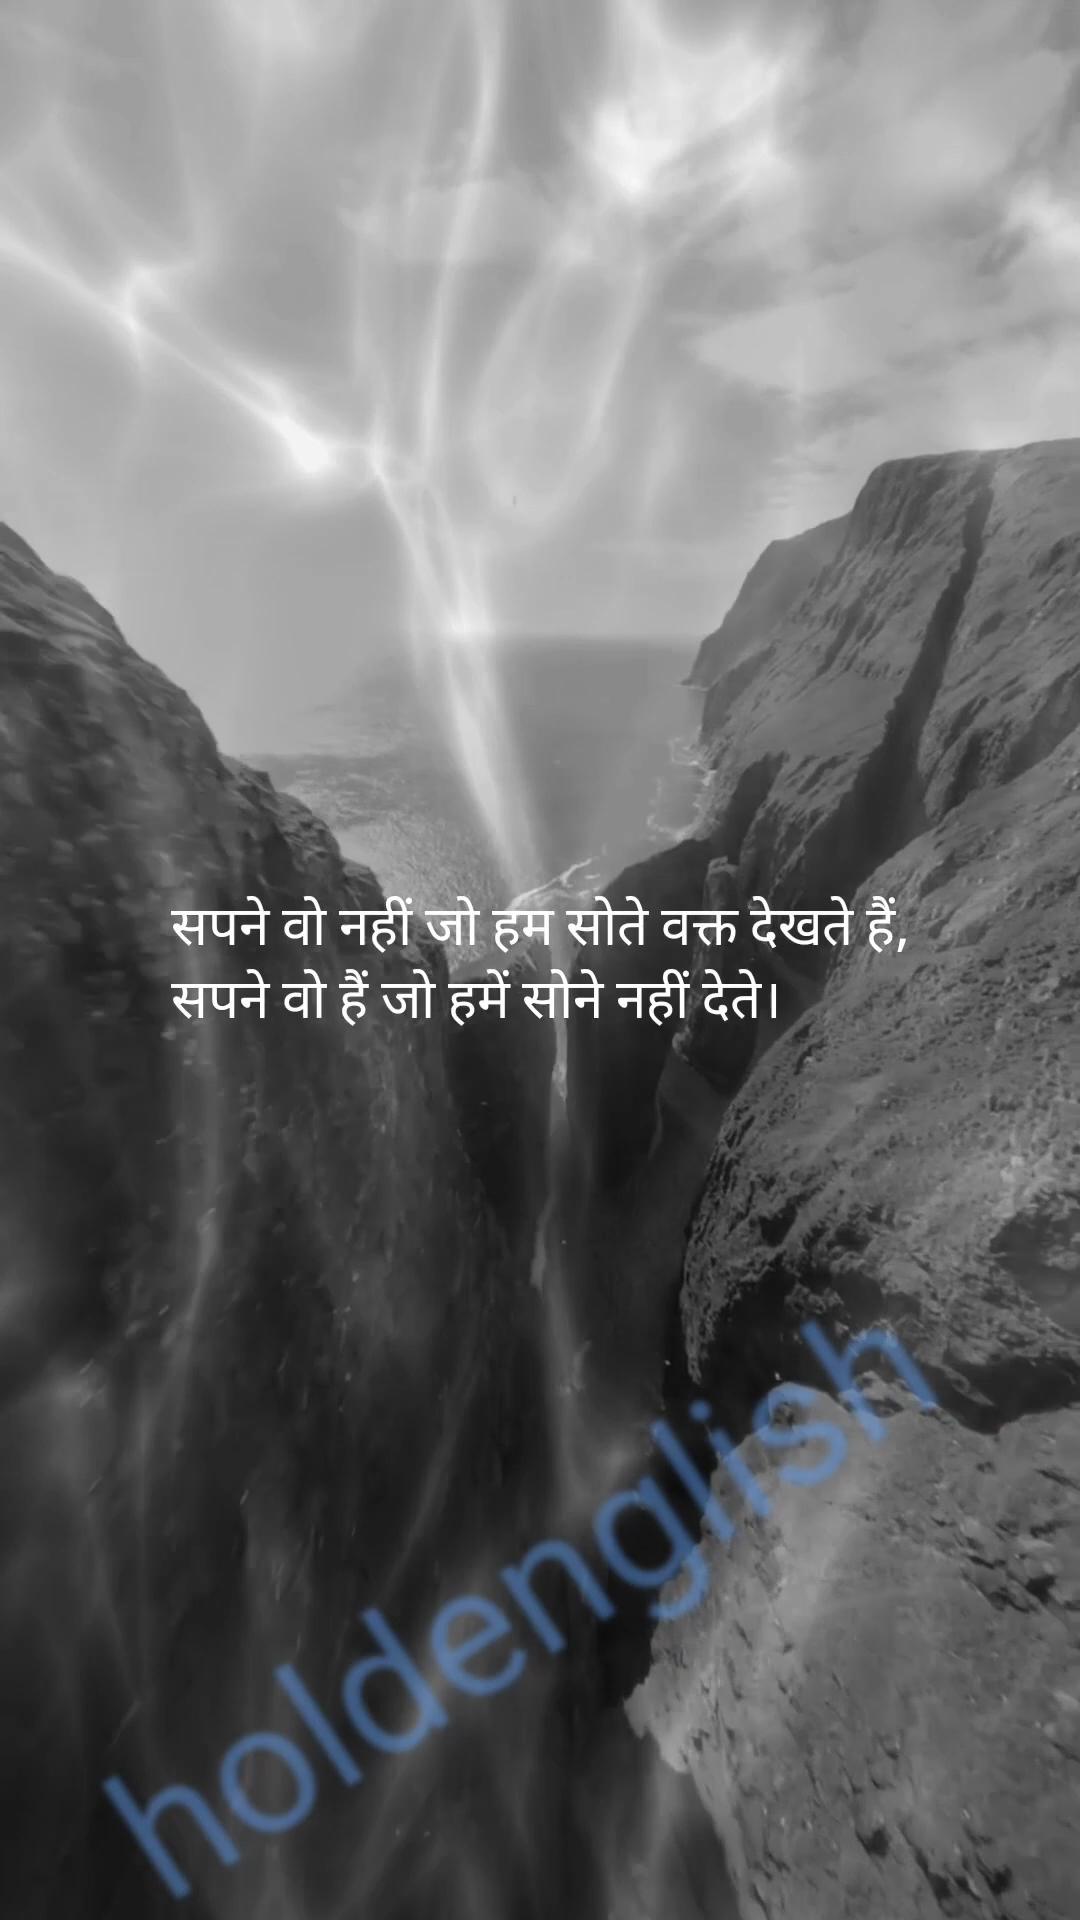 सपने वो नहीं जो हम सोते वक्त देखते हैं,
सपने वो हैं जो हमें सोने नहीं देते।
holdenglish